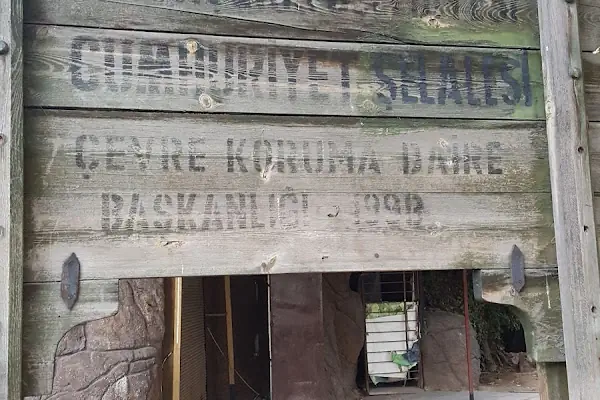 CUMHURİYET ŞELALESİ
ÇEVRE KORUMA DAİRE
BAŞKANLIĞI - 1998